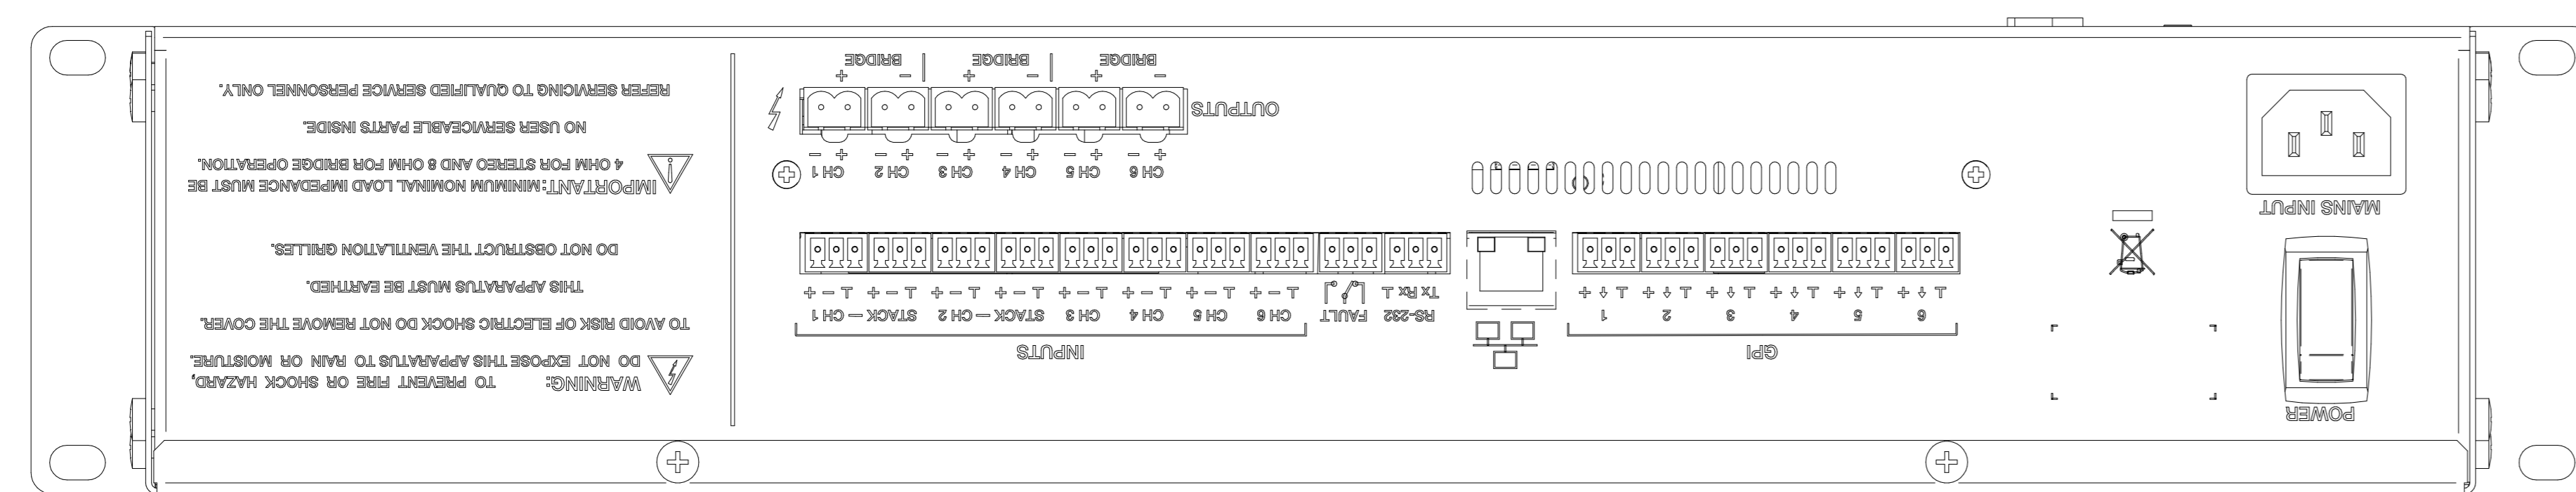 POWER
MAINS INPUT
GPI
6 5 4 3 2 1
⊥ ↑ + ⊥ ↑ + ⊥ ↑ + ⊥ ↑ + ⊥ ↑ + ⊥ ↑ +
INPUTS
RS-232 FAULT CH 6 CH 5 CH 4 CH 3 STACK — CH 2 STACK — CH 1
Tx Rx ⊥ ⊥ − + ⊥ − + ⊥ − + ⊥ − + ⊥ − + ⊥ − + ⊥ − + ⊥ − +
CH 6 CH 5 CH 4 CH 3 CH 2 CH 1
+ − + − + − + − + − + −
OUTPUTS
− + − + − +
BRIDGE BRIDGE BRIDGE
WARNING: TO PREVENT FIRE OR SHOCK HAZARD,
DO NOT EXPOSE THIS APPARATUS TO RAIN OR MOISTURE.
TO AVOID RISK OF ELECTRIC SHOCK DO NOT REMOVE THE COVER.
THIS APPARATUS MUST BE EARTHED.
DO NOT OBSTRUCT THE VENTILATION GRILLES.
IMPORTANT: MINIMUM NOMINAL LOAD IMPEDANCE MUST BE
4 OHM FOR STEREO AND 8 OHM FOR BRIDGE OPERATION.
NO USER SERVICEABLE PARTS INSIDE.
REFER SERVICING TO QUALIFIED SERVICE PERSONNEL ONLY.